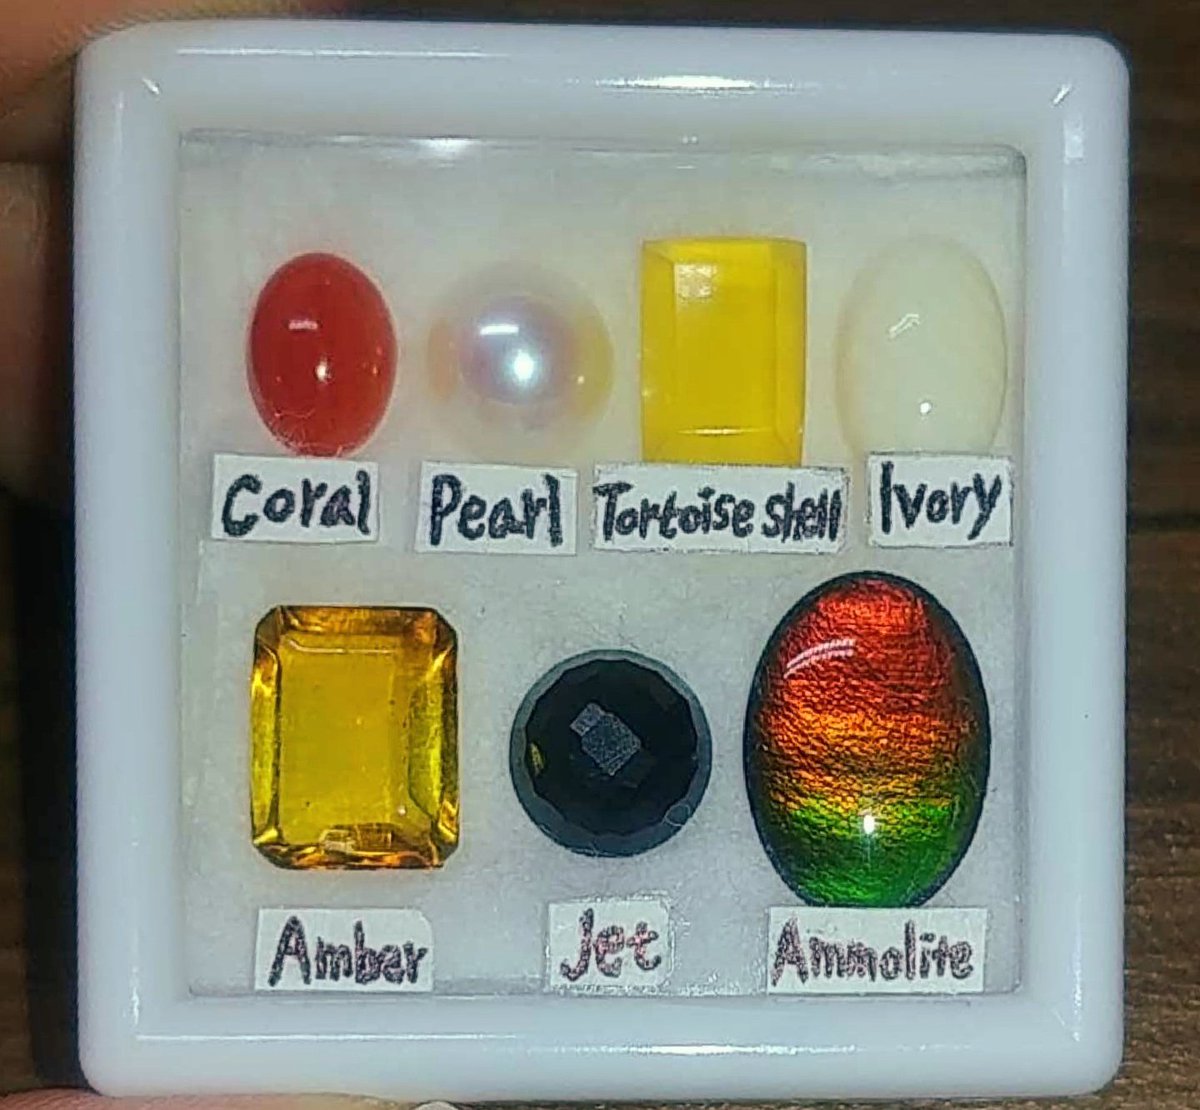 Coral Pearl Tortoise shell Ivory
Amber Jet Ammolite